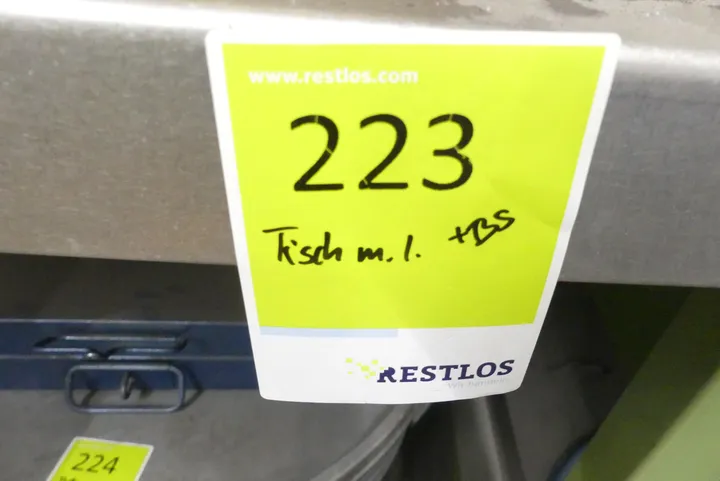 www.restlos.com
223
Tisch m. l. +BS
RESTLOS
224